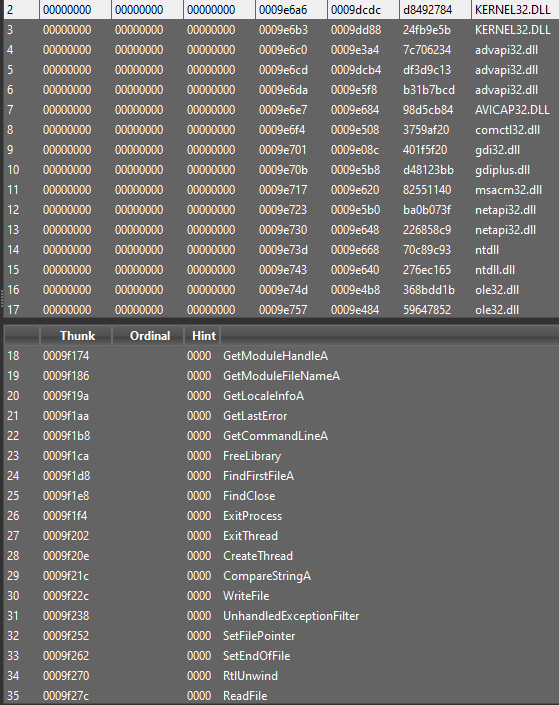 2 00000000 00000000 00000000 0009e6a6 0009dcdc d8492784 KERNEL32.DLL
3 00000000 00000000 00000000 0009e6b3 0009dd88 24fb9e5b KERNEL32.DLL
4 00000000 00000000 00000000 0009e6c0 0009e3a4 7c706234 advapi32.dll
5 00000000 00000000 00000000 0009e6cd 0009dcb4 df3d9c13 advapi32.dll
6 00000000 00000000 00000000 0009e6da 0009e5f8 b31b7bcd advapi32.dll
7 00000000 00000000 00000000 0009e6e7 0009e684 98d5cb84 AVICAP32.DLL
8 00000000 00000000 00000000 0009e6f4 0009e508 3759af20 comctl32.dll
9 00000000 00000000 00000000 0009e701 0009e08c 401f5f20 gdi32.dll
10 00000000 00000000 00000000 0009e70b 0009e5b8 d48123bb gdiplus.dll
11 00000000 00000000 00000000 0009e717 0009e620 82551140 msacm32.dll
12 00000000 00000000 00000000 0009e723 0009e5b0 ba0b073f netapi32.dll
13 00000000 00000000 00000000 0009e730 0009e648 226858c9 netapi32.dll
14 00000000 00000000 00000000 0009e73d 0009e668 70c89c93 ntdll
15 00000000 00000000 00000000 0009e743 0009e640 276ec165 ntdll.dll
16 00000000 00000000 00000000 0009e74d 0009e4b8 368bdd1b ole32.dll
17 00000000 00000000 00000000 0009e757 0009e484 59647852 ole32.dll
Thunk Ordinal Hint
18 0009f174 0000 GetModuleHandleA
19 0009f186 0000 GetModuleFileNameA
20 0009f19a 0000 GetLocaleInfoA
21 0009f1aa 0000 GetLastError
22 0009f1b8 0000 GetCommandLineA
23 0009f1ca 0000 FreeLibrary
24 0009f1d8 0000 FindFirstFileA
25 0009f1e8 0000 FindClose
26 0009f1f4 0000 ExitProcess
27 0009f202 0000 ExitThread
28 0009f20e 0000 CreateThread
29 0009f21c 0000 CompareStringA
30 0009f22c 0000 WriteFile
31 0009f238 0000 UnhandledExceptionFilter
32 0009f252 0000 SetFilePointer
33 0009f262 0000 SetEndOfFile
34 0009f270 0000 RtlUnwind
35 0009f27c 0000 ReadFile